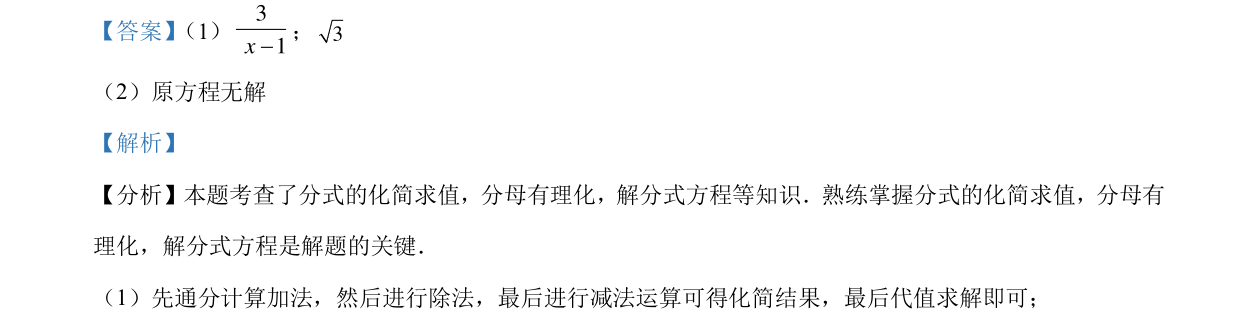 【答案】（1）$\frac{3}{x-1}$；$\sqrt{3}$
（2）原方程无解
【解析】
【分析】本题考查了分式的化简求值，分母有理化，解分式方程等知识．熟练掌握分式的化简求值，分母有
理化，解分式方程是解题的关键．
（1）先通分计算加法，然后进行除法，最后进行减法运算可得化简结果，最后代值求解即可；